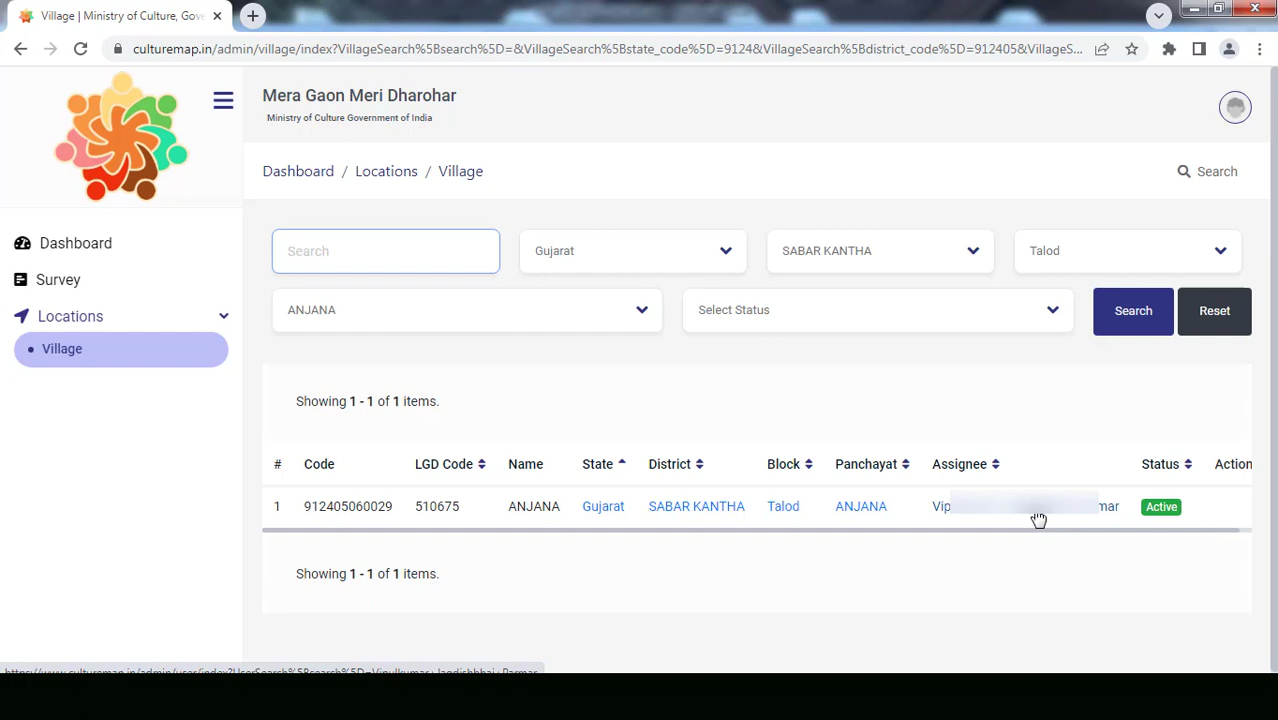 Village | Ministry of Culture, Gove
culturemap.in/admin/village/index?VillageSearch%5Bsearch%5D=&VillageSearch%5Bstate_code%5D=9124&VillageSearch%5Bdistrict_code%5D=912405&VillageS...
Mera Gaon Meri Dharohar
Ministry of Culture Government of India
Dashboard / Locations / Village
Search
Dashboard
Survey
Locations
Village
Search
Gujarat
SABAR KANTHA
Talod
ANJANA
Select Status
Search
Reset
Showing 1 - 1 of 1 items.
# Code LGD Code Name State District Block Panchayat Assignee Status Action
1 912405060029 510675 ANJANA Gujarat SABAR KANTHA Talod ANJANA Vip mar Active
Showing 1 - 1 of 1 items.